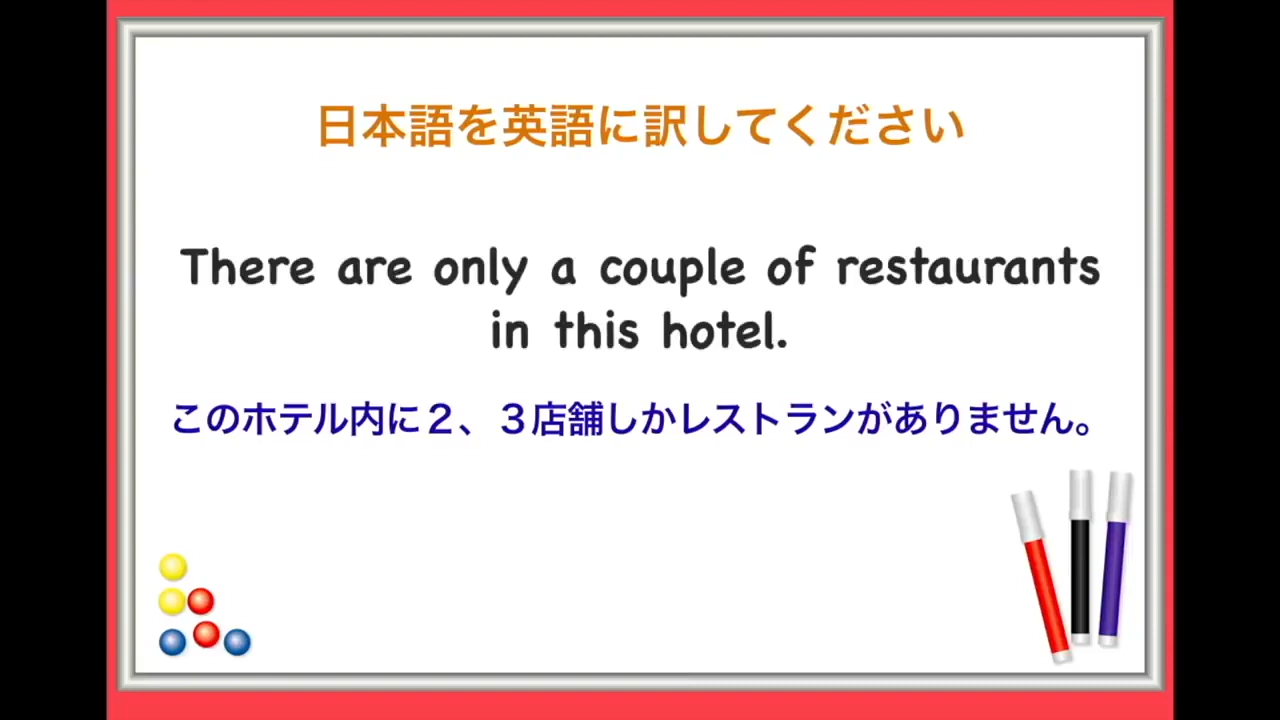 日本語を英語に訳してください
There are only a couple of restaurants
in this hotel.
このホテル内に２、３店舗しかレストランがありません。